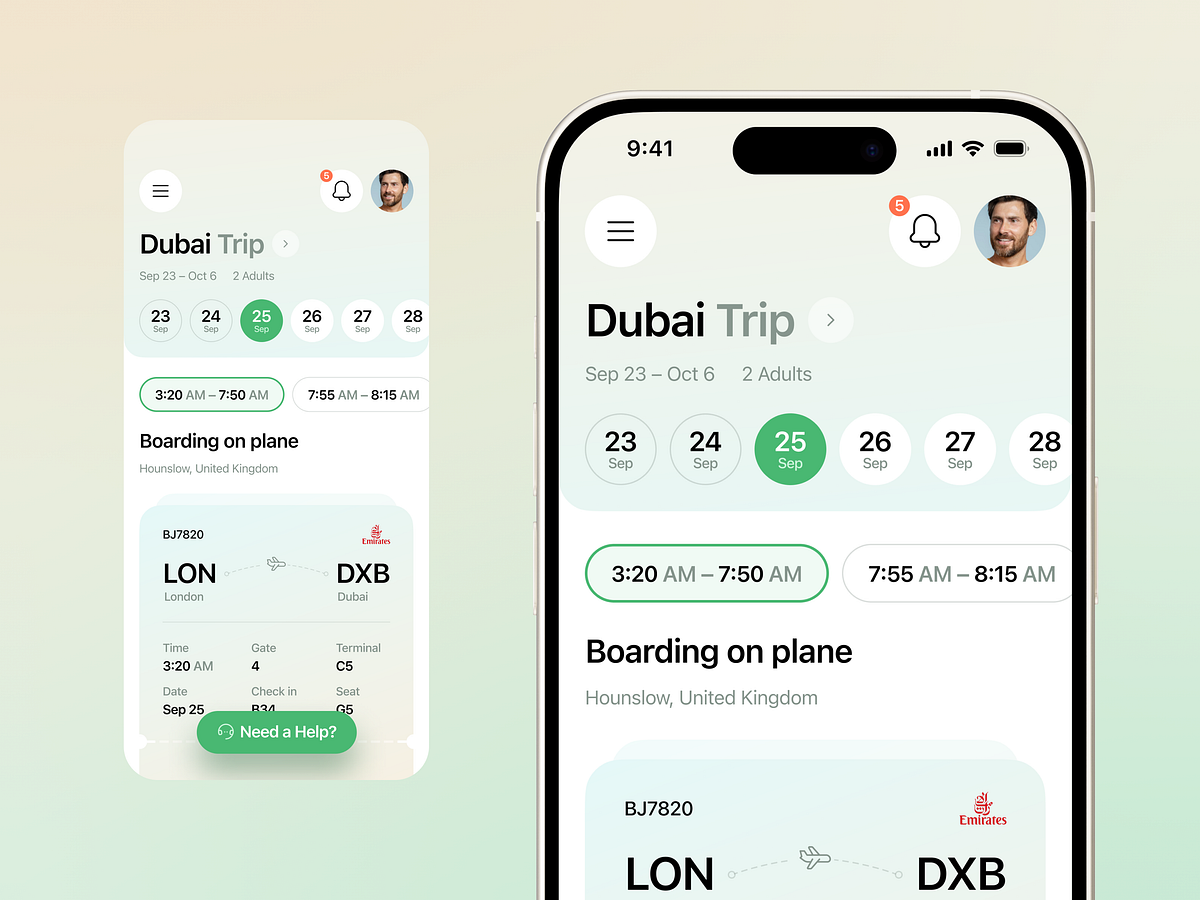 5
Dubai Trip
Sep 23 – Oct 6 2 Adults
23 24 25 26 27 28
Sep Sep Sep Sep Sep Sep
3:20 AM – 7:50 AM 7:55 AM – 8:15 AM
Boarding on plane
Hounslow, United Kingdom
BJ7820
Emirates
LON DXB
London Dubai
Time Gate Terminal
3:20 AM 4 C5
Date Check in Seat
Sep 25 B34 G5
Need a Help?
9:41
5
Dubai Trip
Sep 23 – Oct 6 2 Adults
23 24 25 26 27 28
Sep Sep Sep Sep Sep Sep
3:20 AM – 7:50 AM 7:55 AM – 8:15 AM
Boarding on plane
Hounslow, United Kingdom
BJ7820
Emirates
LON DXB